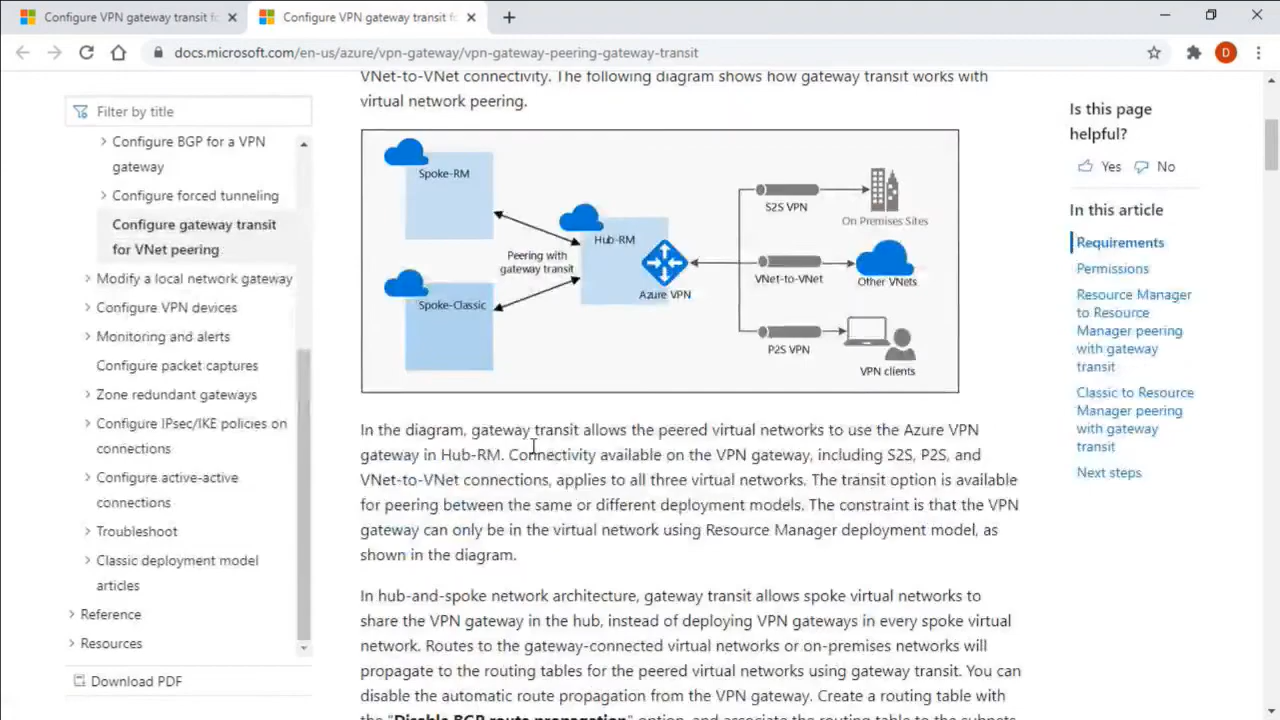 Configure VPN gateway transit fo
Configure VPN gateway transit fo
docs.microsoft.com/en-us/azure/vpn-gateway/vpn-gateway-peering-gateway-transit
D
Filter by title
Configure BGP for a VPN
gateway
Configure forced tunneling
Configure gateway transit
for VNet peering
Modify a local network gateway
Configure VPN devices
Monitoring and alerts
Configure packet captures
Zone redundant gateways
Configure IPsec/IKE policies on
connections
Configure active-active
connections
Troubleshoot
Classic deployment model
articles
Reference
Resources
Download PDF
VNet-to-VNet connectivity. The following diagram shows how gateway transit works with
virtual network peering.
Spoke-RM
Spoke-Classic
Peering with
gateway transit
Hub-RM
Azure VPN
S2S VPN
On Premises Sites
VNet-to-VNet
Other VNets
P2S VPN
VPN clients
In the diagram, gateway transit allows the peered virtual networks to use the Azure VPN
gateway in Hub-RM. Connectivity available on the VPN gateway, including S2S, P2S, and
VNet-to-VNet connections, applies to all three virtual networks. The transit option is available
for peering between the same or different deployment models. The constraint is that the VPN
gateway can only be in the virtual network using Resource Manager deployment model, as
shown in the diagram.
In hub-and-spoke network architecture, gateway transit allows spoke virtual networks to
share the VPN gateway in the hub, instead of deploying VPN gateways in every spoke virtual
network. Routes to the gateway-connected virtual networks or on-premises networks will
propagate to the routing tables for the peered virtual networks using gateway transit. You can
disable the automatic route propagation from the VPN gateway. Create a routing table with
the "Disable BGP route propagation" option, and associate the routing table to the subnets
Is this page
helpful?
Yes No
In this article
Requirements
Permissions
Resource Manager
to Resource
Manager peering
with gateway
transit
Classic to Resource
Manager peering
with gateway
transit
Next steps